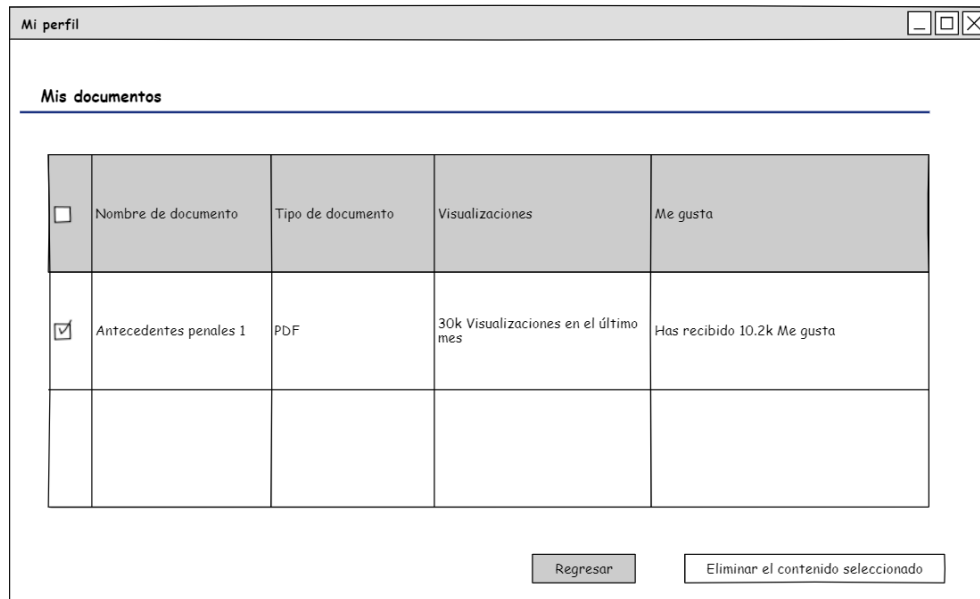 Mi perfil
Mis documentos
Nombre de documento
Tipo de documento
Visualizaciones
Me gusta
Antecedentes penales 1
PDF
30k Visualizaciones en el último
mes
Has recibido 10.2k Me gusta
Regresar
Eliminar el contenido seleccionado